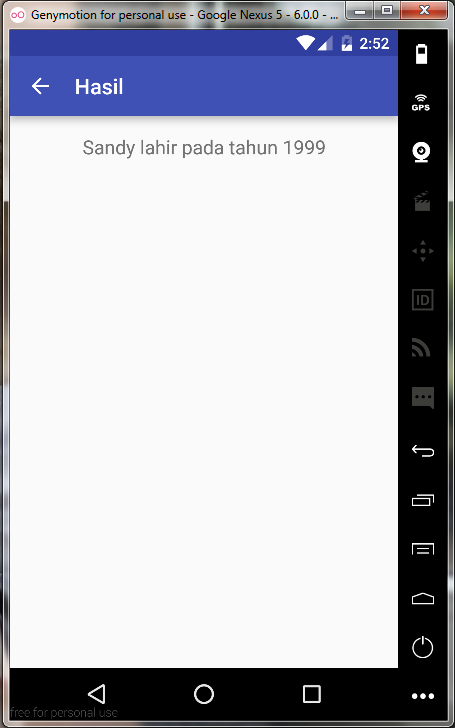 Genymotion for personal use - Google Nexus 5 - 6.0.0 - ...
2:52
Hasil
Sandy lahir pada tahun 1999
GPS
ID
free for personal use